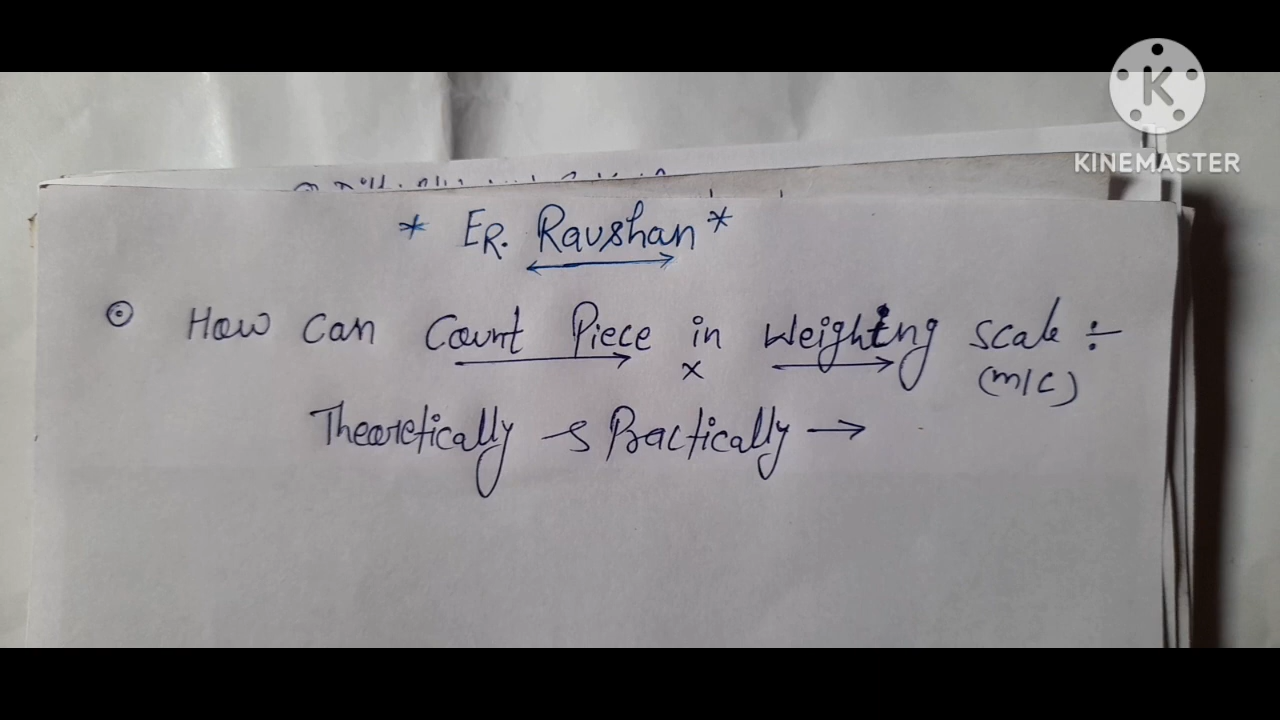 KINEMASTER
* ER. Raushan *
How can Count Piece in Weighting scale :-
(m/c)
Theoretically & Practically →